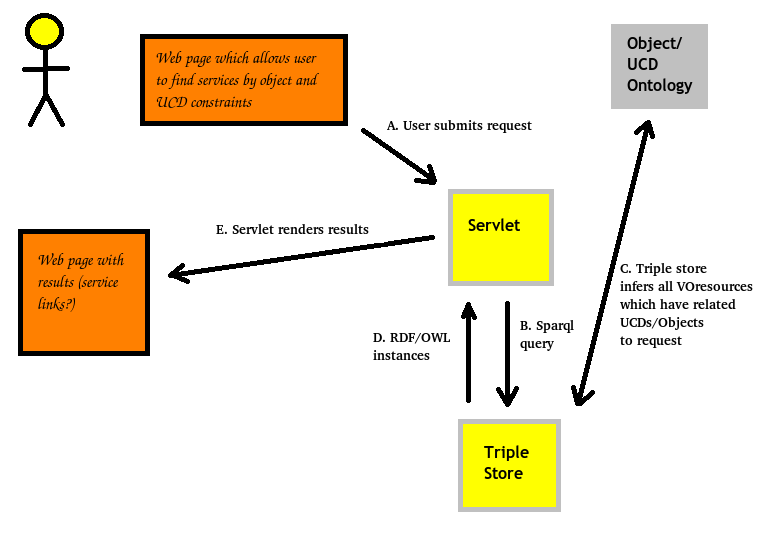 Web page which allows user
to find services by object and
UCD constraints
Object/
UCD
Ontology
A. User submits request
Servlet
E. Servlet renders results
Web page with
results (service
links?)
C. Triple store
infers all VOresources
which have related
UCDs/Objects
to request
D. RDF/OWL
instances
B. Sparql
query
Triple
Store